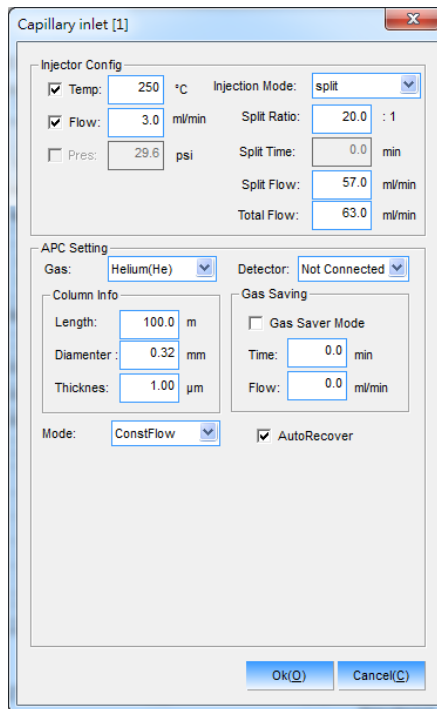 Capillary inlet [1]
Injector Config
Temp: 250 °C Injection Mode: split
Flow: 3.0 ml/min Split Ratio: 20.0 : 1
Pres: 29.6 psi Split Time: 0.0 min
Split Flow: 57.0 ml/min
Total Flow: 63.0 ml/min
APC Setting
Gas: Helium(He) Detector: Not Connected
Column Info Gas Saving
Length: 100.0 m Gas Saver Mode
Diamenter : 0.32 mm Time: 0.0 min
Thicknes: 1.00 µm Flow: 0.0 ml/min
Mode: ConstFlow AutoRecover
Ok(O) Cancel(C)